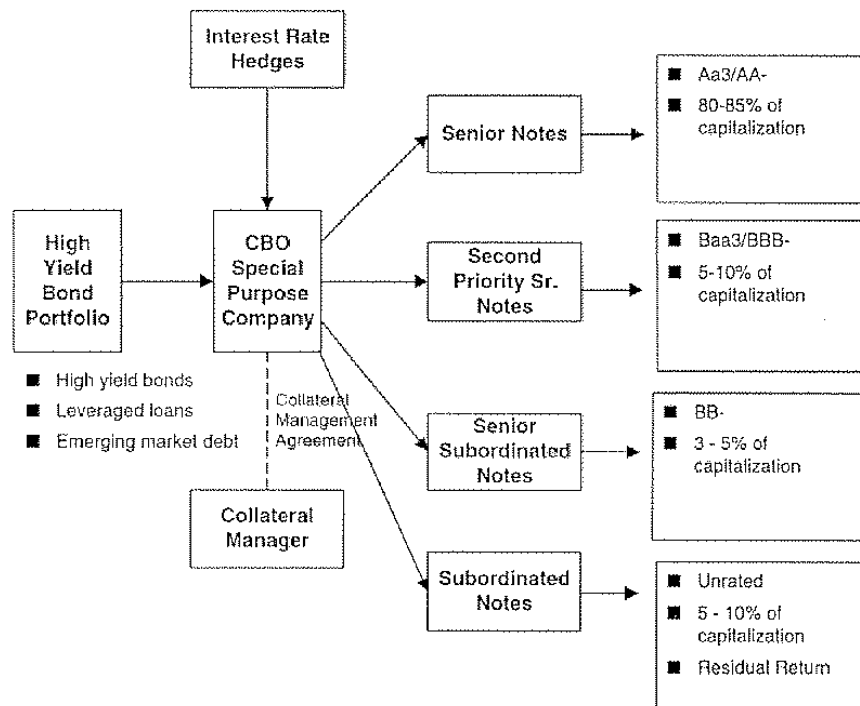 Interest Rate
Hedges
Senior Notes
Aa3/AA-
80-85% of
capitalization
High
Yield
Bond
Portfolio
CBO
Special
Purpose
Company
Second
Priority Sr.
Notes
Baa3/BBB-
5-10% of
capitalization
High yield bonds
Leveraged loans
Emerging market debt
Collateral
Management
Agreement
Senior
Subordinated
Notes
BB-
3 - 5% of
capitalization
Collateral
Manager
Subordinated
Notes
Unrated
5 - 10% of
capitalization
Residual Return